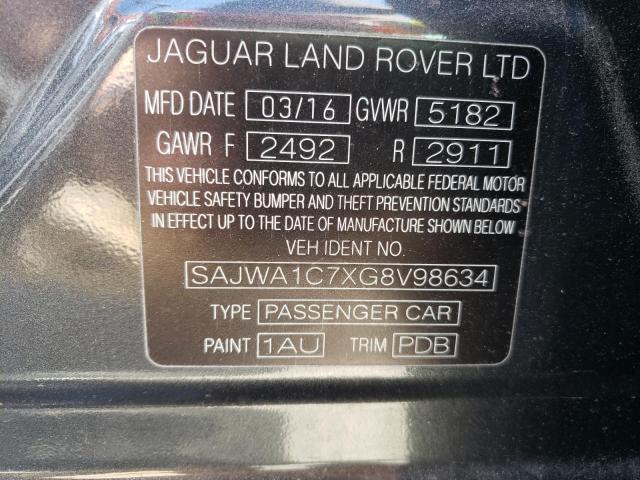 JAGUAR LAND ROVER LTD
MFD DATE 03/16 GVWR 5182
GAWR F 2492 R 2911
THIS VEHICLE CONFORMS TO ALL APPLICABLE FEDERAL MOTOR
VEHICLE SAFETY BUMPER AND THEFT PREVENTION STANDARDS
IN EFFECT UP TO THE DATE OF MANUFACTURE SHOWN BELOW
VEH IDENT NO.
SAJWA1C7XG8V98634
TYPE PASSENGER CAR
PAINT 1AU TRIM PDB